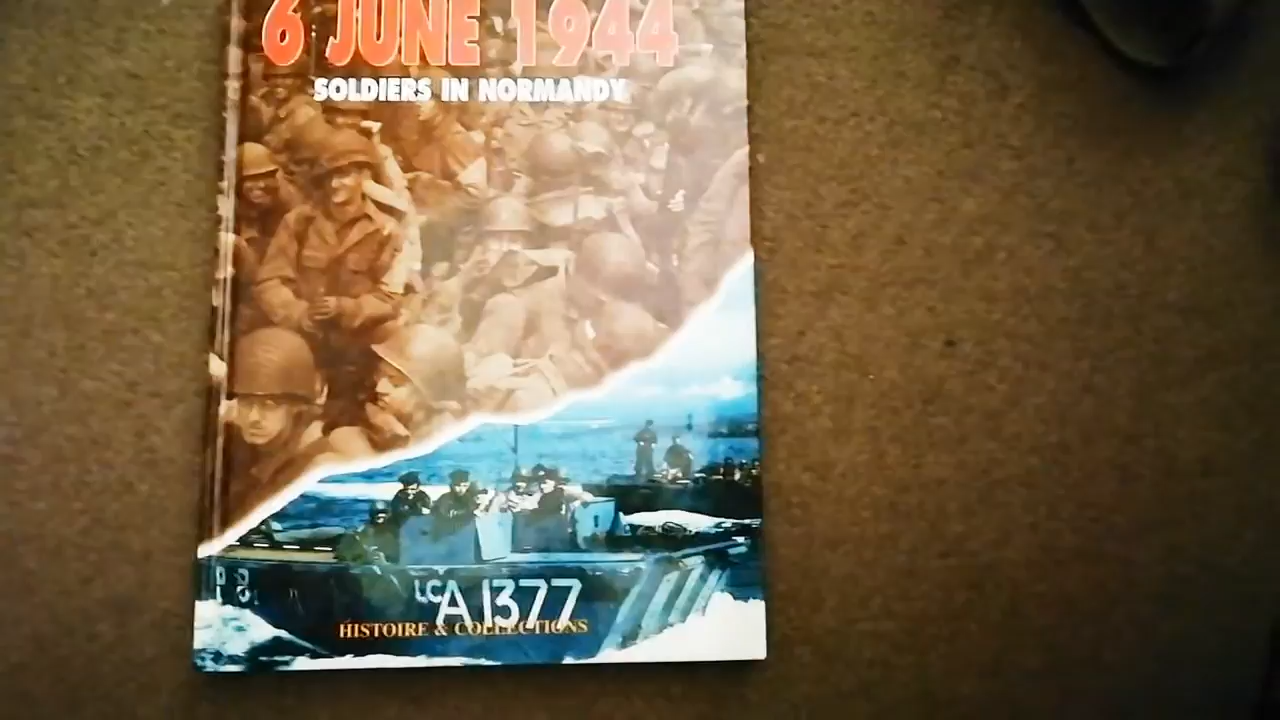 6 JUNE 1944
SOLDIERS IN NORMANDY
LCA 1377
HISTOIRE & COLLECTIONS